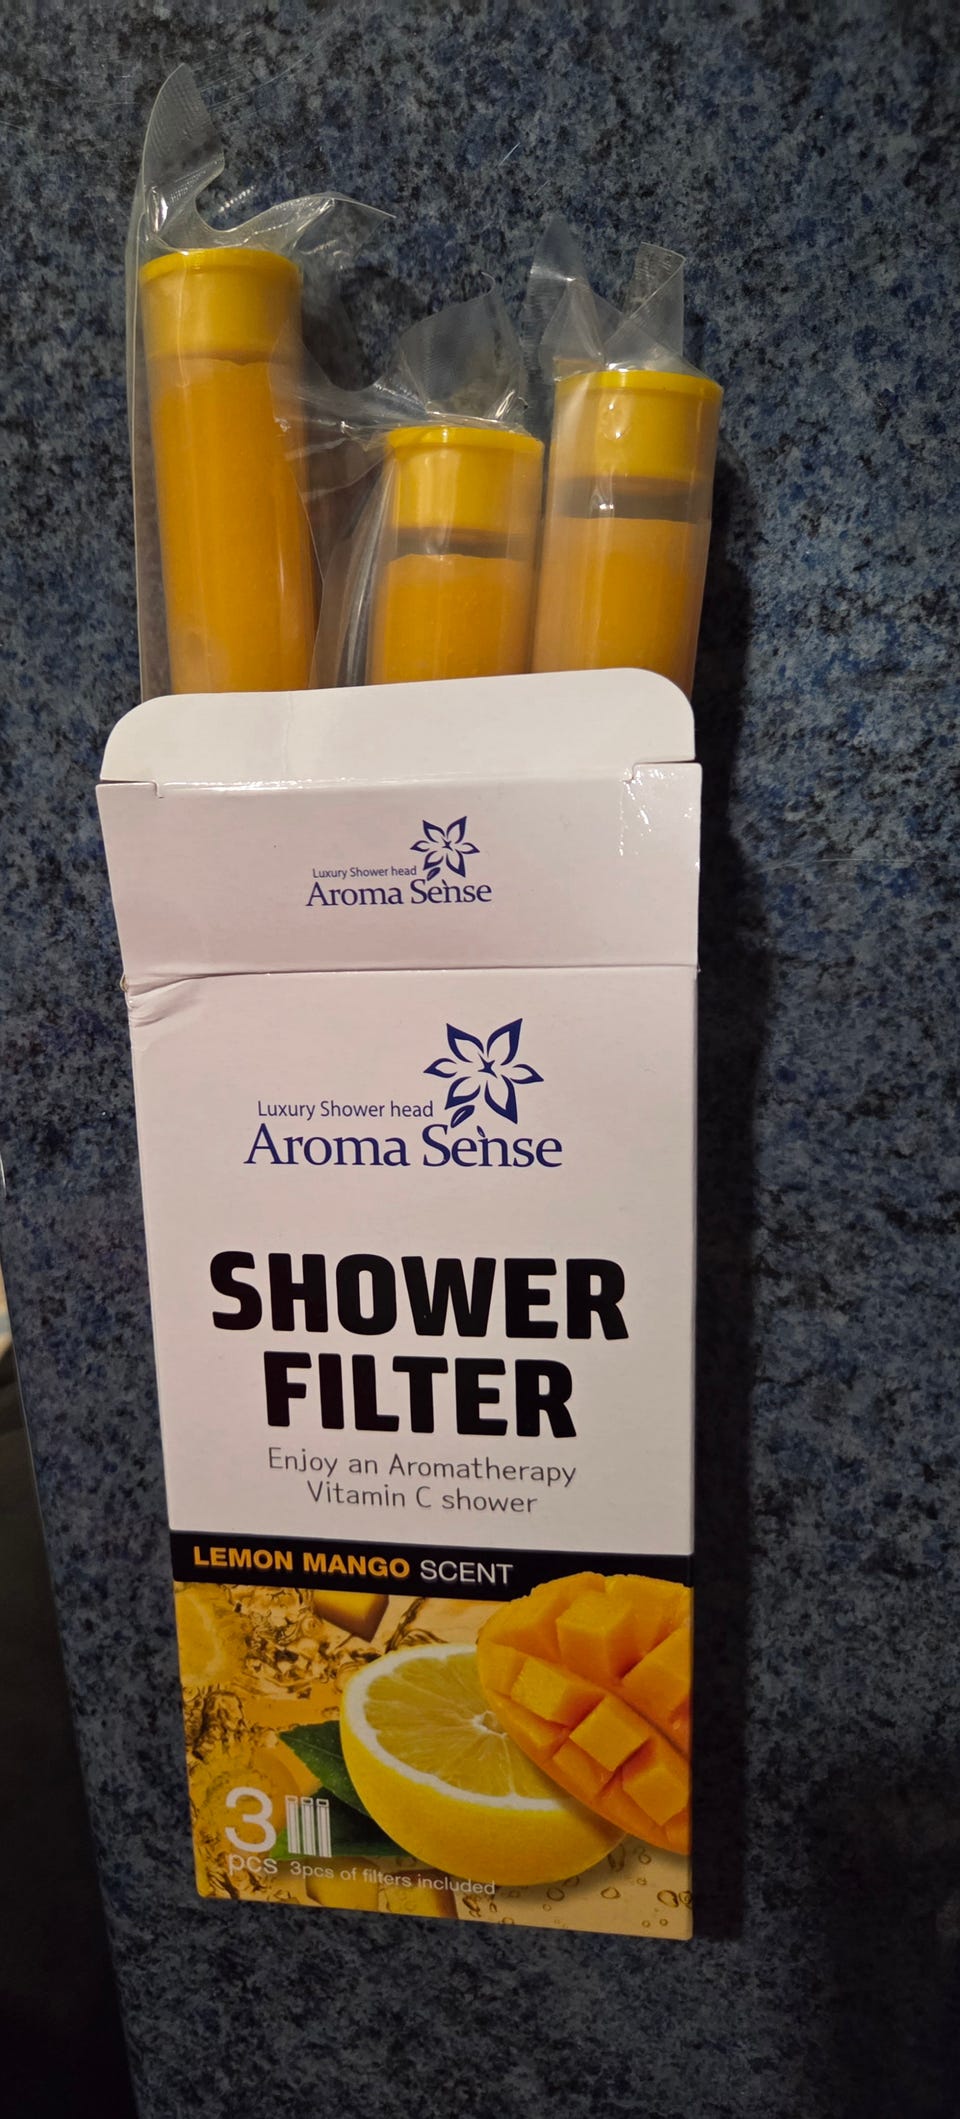 Luxury Shower head
Aroma Sense
Luxury Shower head
Aroma Sense
SHOWER
FILTER
Enjoy an Aromatherapy
Vitamin C shower
LEMON MANGO SCENT
3
pcs 3pcs of filters included